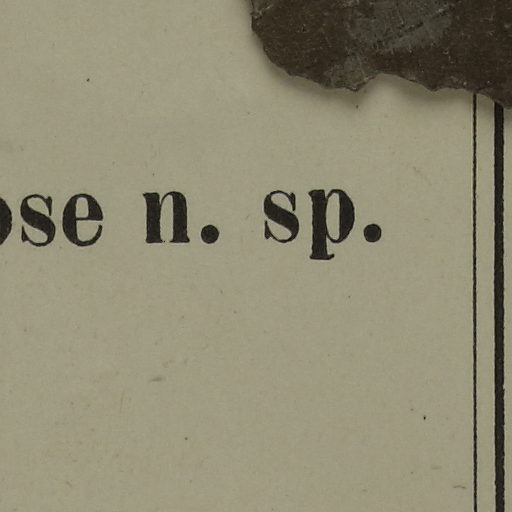 ose n. sp.